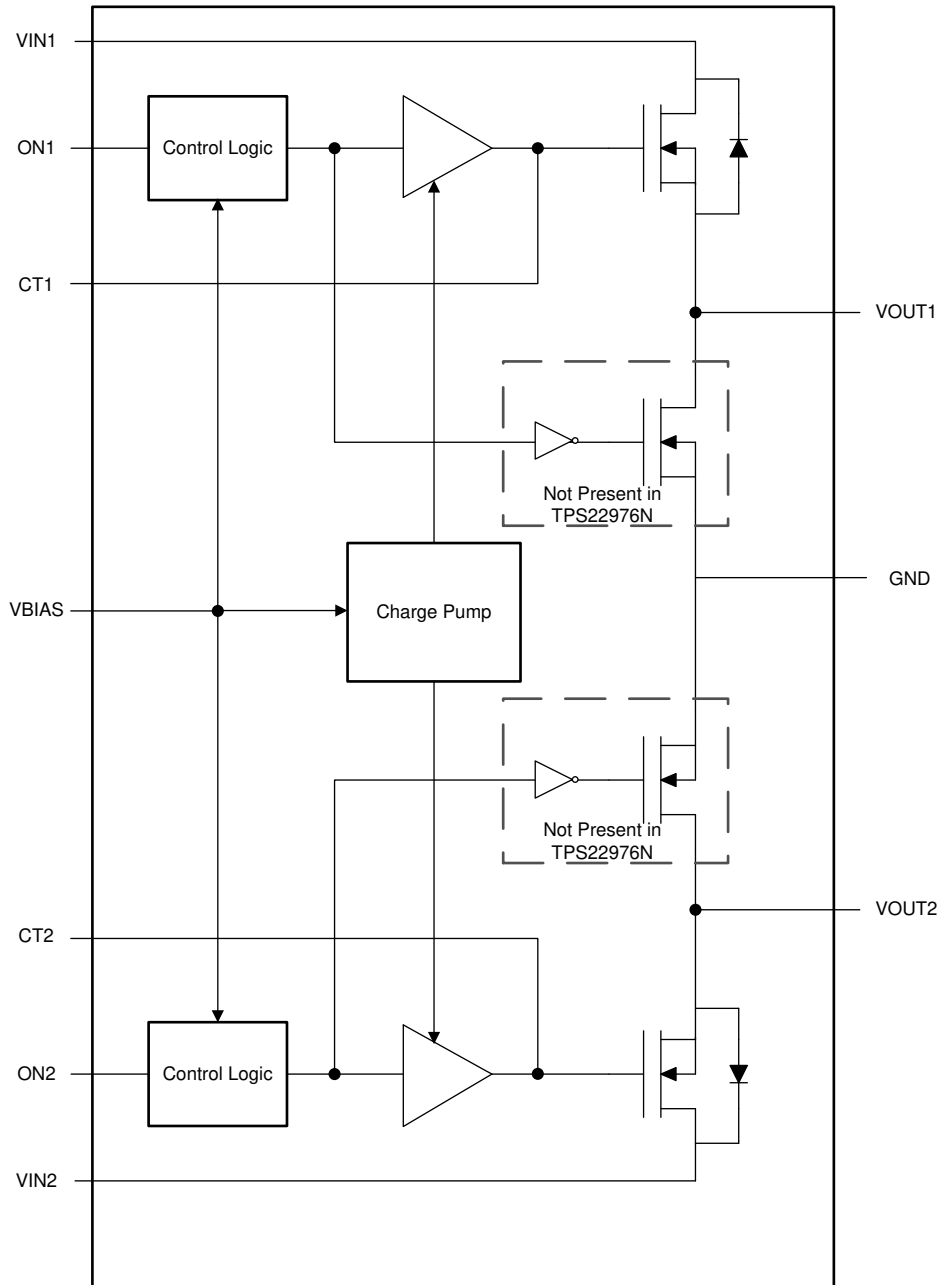 VIN1
ON1
Control Logic
CT1
VOUT1
Not Present in
TPS22976N
GND
VBIAS
Charge Pump
Not Present in
TPS22976N
VOUT2
CT2
ON2
Control Logic
VIN2